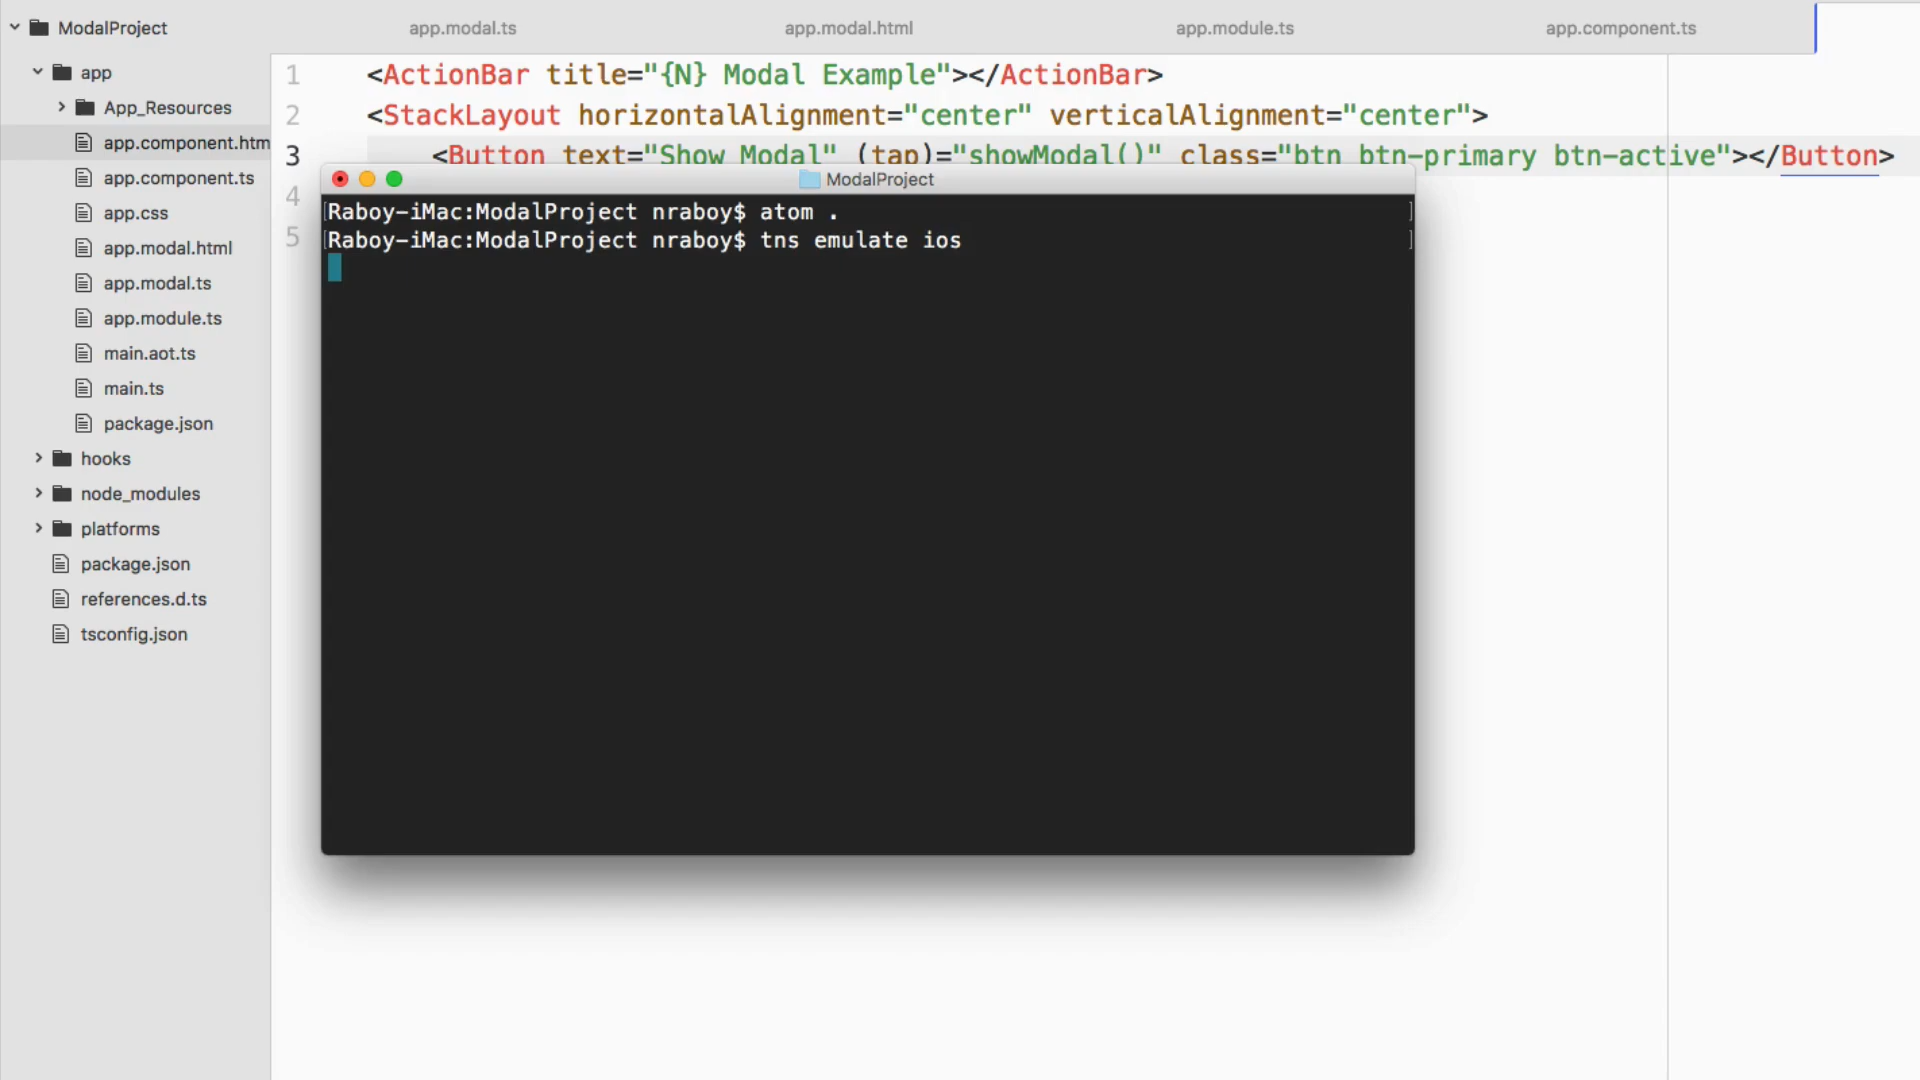 ModalProject
app
App_Resources
app.component.htm
app.component.ts
app.css
app.modal.html
app.modal.ts
app.module.ts
main.aot.ts
main.ts
package.json
hooks
node_modules
platforms
package.json
references.d.ts
tsconfig.json
app.modal.ts
app.modal.html
app.module.ts
app.component.ts
1 <ActionBar title="{N} Modal Example"></ActionBar>
2 <StackLayout horizontalAlignment="center" verticalAlignment="center">
3 <Button text="Show Modal" (tap)="showModal()" class="btn btn-primary btn-active"></Button>
4
5
ModalProject
[Raboy-iMac:ModalProject nraboy$ atom . ]
[Raboy-iMac:ModalProject nraboy$ tns emulate ios ]